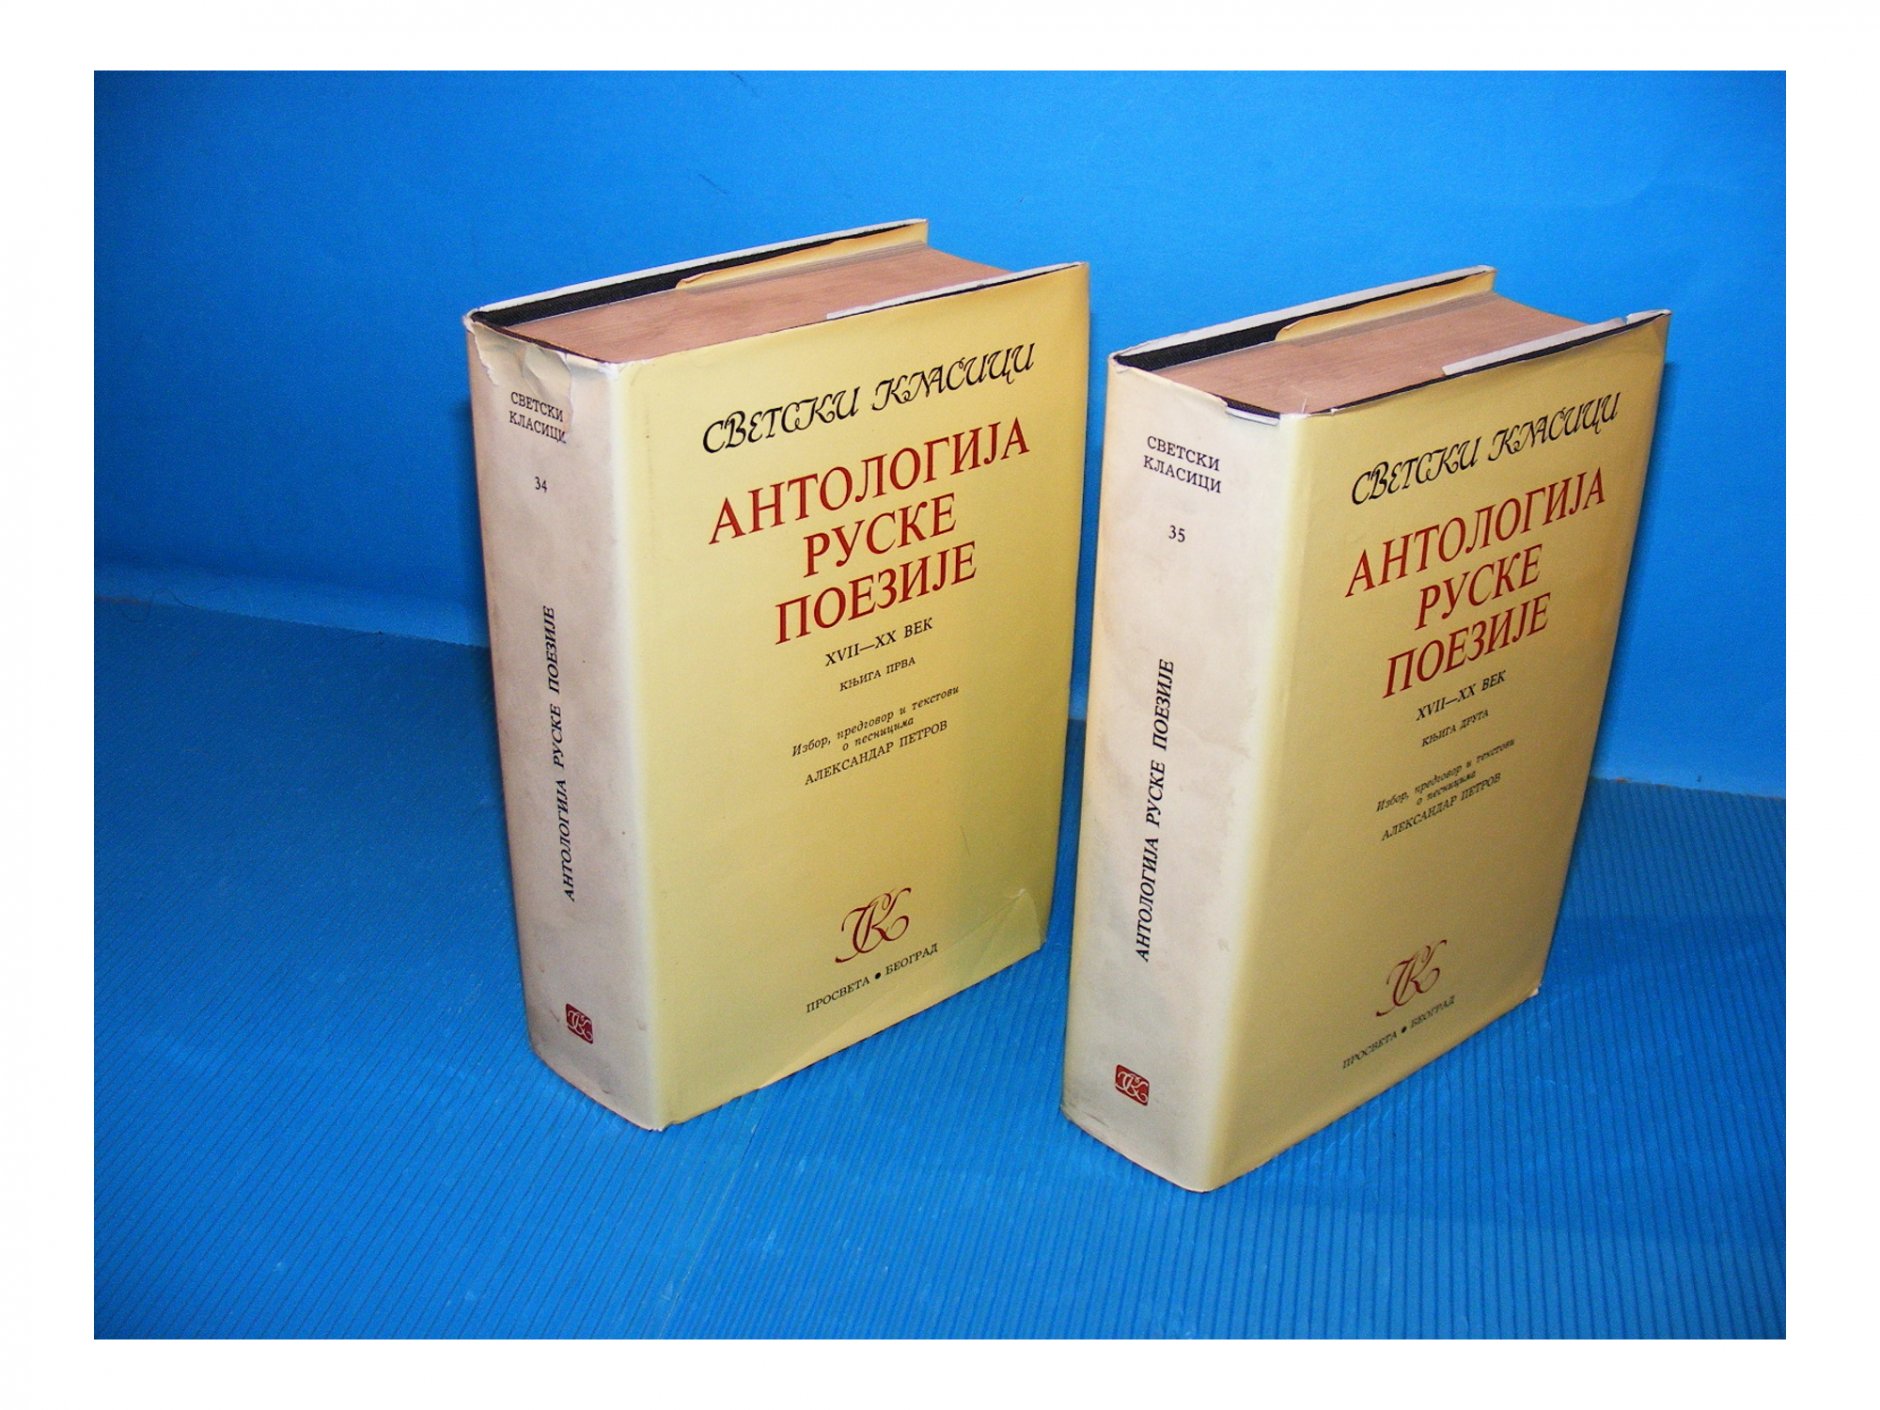 СВЕТСКИ
КЛАСИЦИ
34
АНТОЛОГИЈА РУСКЕ ПОЕЗИЈЕ
СВЕТСКИ КЛАСИЦИ
АНТОЛОГИЈА
РУСКЕ
ПОЕЗИЈЕ
XVII—XX ВЕК
КЊИГА ПРВА
Избор, предговор и текстови
о песницима
АЛЕКСАНДАР ПЕТРОВ
СК
ПРОСВЕТА • БЕОГРАД
СВЕТСКИ
КЛАСИЦИ
35
АНТОЛОГИЈА РУСКЕ ПОЕЗИЈЕ
СВЕТСКИ КЛАСИЦИ
АНТОЛОГИЈА
РУСКЕ
ПОЕЗИЈЕ
XVII—XX ВЕК
КЊИГА ДРУГА
Избор, предговор и текстови
о песницима
АЛЕКСАНДАР ПЕТРОВ
СК
ПРОСВЕТА • БЕОГРАД